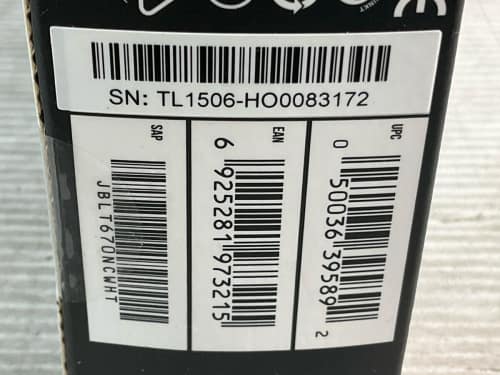 SN: TL1506-HO0083172
SAP
JBLT670NCWHT
EAN
6 925281 973215
UPC
0 50036 39589 2